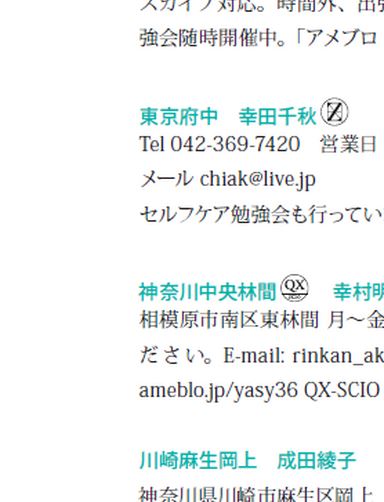 スカイプ対応。時間外、出張
強会随時開催中。「アメブロ
東京府中　幸田千秋
Tel 042-369-7420　営業日
メール chiak@live.jp
セルフケア勉強会も行ってい
神奈川中央林間 QX　幸村明
相模原市南区東林間 月～金
ださい。E-mail: rinkan_ak
ameblo.jp/yasy36 QX-SCIO
川崎麻生岡上　成田綾子
神奈川県川崎市麻生区岡上